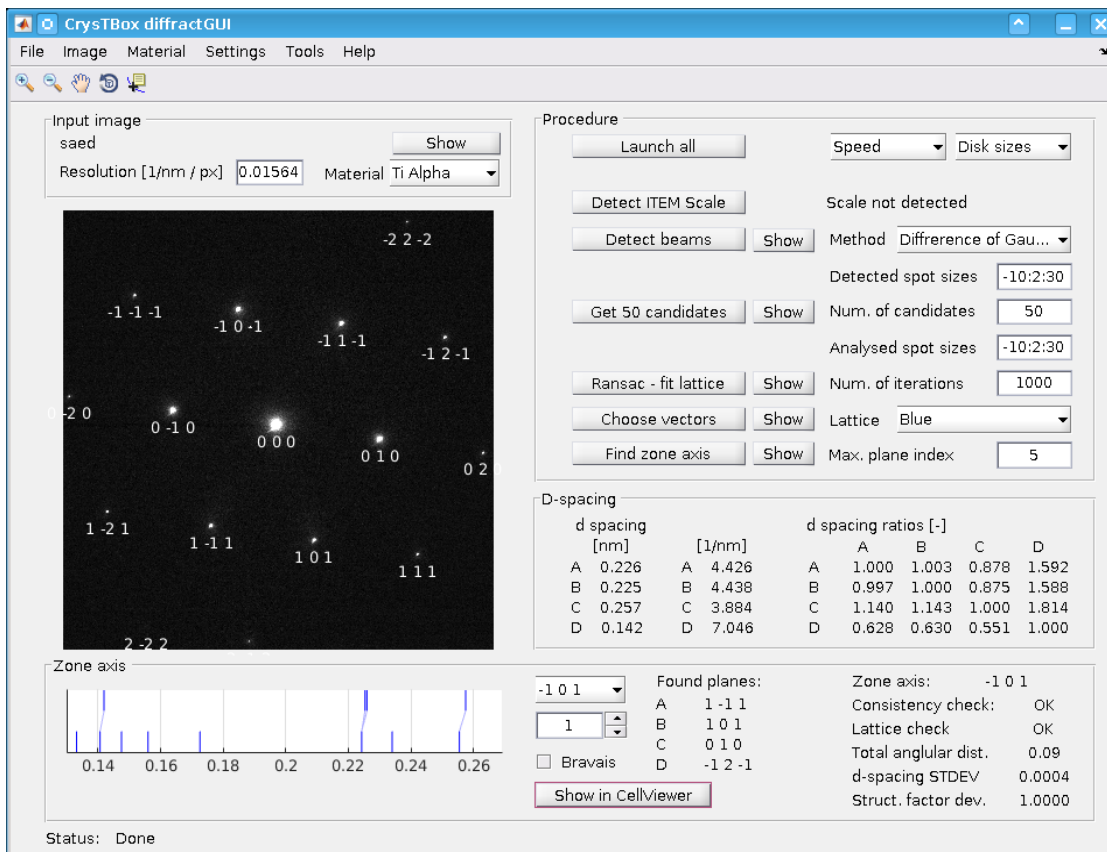 CrysTBox diffractGUI
File Image Material Settings Tools Help
Input image
saed Show
Resolution [1/nm / px] 0.01564 Material Ti Alpha
-2 2 -2
-1 -1 -1
-1 0 -1
-1 1 -1
-1 2 -1
0 -2 0
0 -1 0
0 0 0
0 1 0
0 2 0
1 -2 1
1 -1 1
1 0 1
1 1 1
2 -2 2
Procedure
Launch all Speed Disk sizes
Detect ITEM Scale Scale not detected
Detect beams Show Method Diffrerence of Gau...
Detected spot sizes -10:2:30
Get 50 candidates Show Num. of candidates 50
Analysed spot sizes -10:2:30
Ransac - fit lattice Show Num. of iterations 1000
Choose vectors Show Lattice Blue
Find zone axis Show Max. plane index 5
D-spacing
d spacing d spacing ratios [-]
[nm] [1/nm] A B C D
A 0.226 A 4.426 A 1.000 1.003 0.878 1.592
B 0.225 B 4.438 B 0.997 1.000 0.875 1.588
C 0.257 C 3.884 C 1.140 1.143 1.000 1.814
D 0.142 D 7.046 D 0.628 0.630 0.551 1.000
Zone axis
0.14 0.16 0.18 0.2 0.22 0.24 0.26
-1 0 1
1
Bravais
Show in CellViewer
Found planes:
A 1 -1 1
B 1 0 1
C 0 1 0
D -1 2 -1
Zone axis: -1 0 1
Consistency check: OK
Lattice check OK
Total anglular dist. 0.09
d-spacing STDEV 0.0004
Struct. factor dev. 1.0000
Status: Done